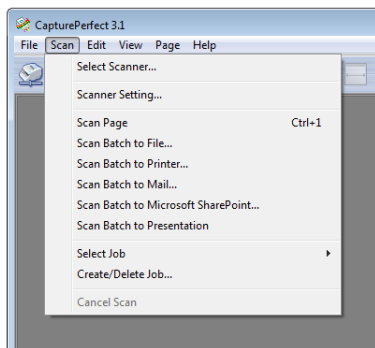 CapturePerfect 3.1
File Scan Edit View Page Help
Select Scanner...
Scanner Setting...
Scan Page Ctrl+1
Scan Batch to File...
Scan Batch to Printer...
Scan Batch to Mail...
Scan Batch to Microsoft SharePoint...
Scan Batch to Presentation
Select Job
Create/Delete Job...
Cancel Scan